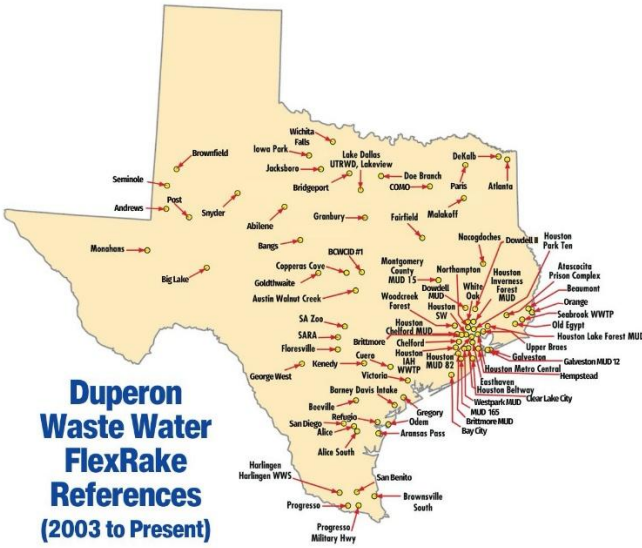 Wichita
Falls
Iowa Park
Lake Dallas
UTRWD, Lakeview
DeKalb
Brownfield
Jacksboro
Doe Branch
Bridgeport
COMO
Paris
Atlanta
Seminole
Post
Andrews
Snyder
Abilene
Granbury
Fairfield
Malakoff
Nacogdoches
Dowdell II
Houston
Park Ten
Monahans
Bangs
BCWCID #1
Montgomery
County
MUD 15
Northampton
Houston
Inverness
Forest
MUD
Atascocita
Prison Complex
Big Lake
Copperas Cove
Goldthwaite
Dowdell
MUD
White
Oak
Beaumont
Austin Walnut Creek
Woodcreek
Forest
Houston
SW
Orange
Seabrook WWTP
SA Zoo
Houston
Chelford MUD
Old Egypt
SARA
Brittmore
Chelford
Houston Lake Forest MUD
Floresville
Cuero
Houston
IAH
WWTP
Houston
MUD 82
Upper Braes
Galveston
Galveston MUD 12
George West
Kenedy
Victoria
Houston Metro Central
Hempstead
Easthaven
Houston Beltway
Clear Lake City
Barney Davis Intake
Beeville
Gregory
Westpark MUD
MUD 165
Brittmore MUD
Bay City
Refugio
Odem
San Diego
Alice
Aransas Pass
Alice South
Duperon
Waste Water
FlexRake
References
(2003 to Present)
Harlingen
Harlingen WWS
San Benito
Progresso
Brownsville
South
Progresso
Military Hwy